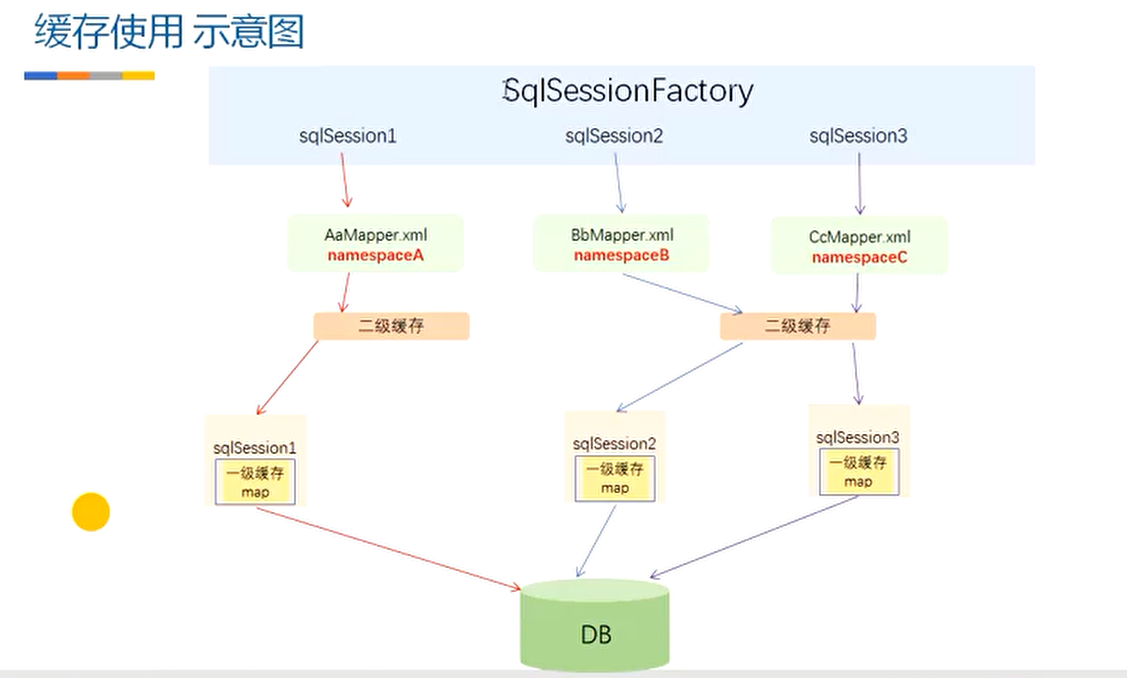 缓存使用 示意图
SqlSessionFactory
sqlSession1
sqlSession2
sqlSession3
AaMapper.xml
namespaceA
BbMapper.xml
namespaceB
CcMapper.xml
namespaceC
二级缓存
二级缓存
sqlSession1
一级缓存
map
sqlSession2
一级缓存
map
sqlSession3
一级缓存
map
DB